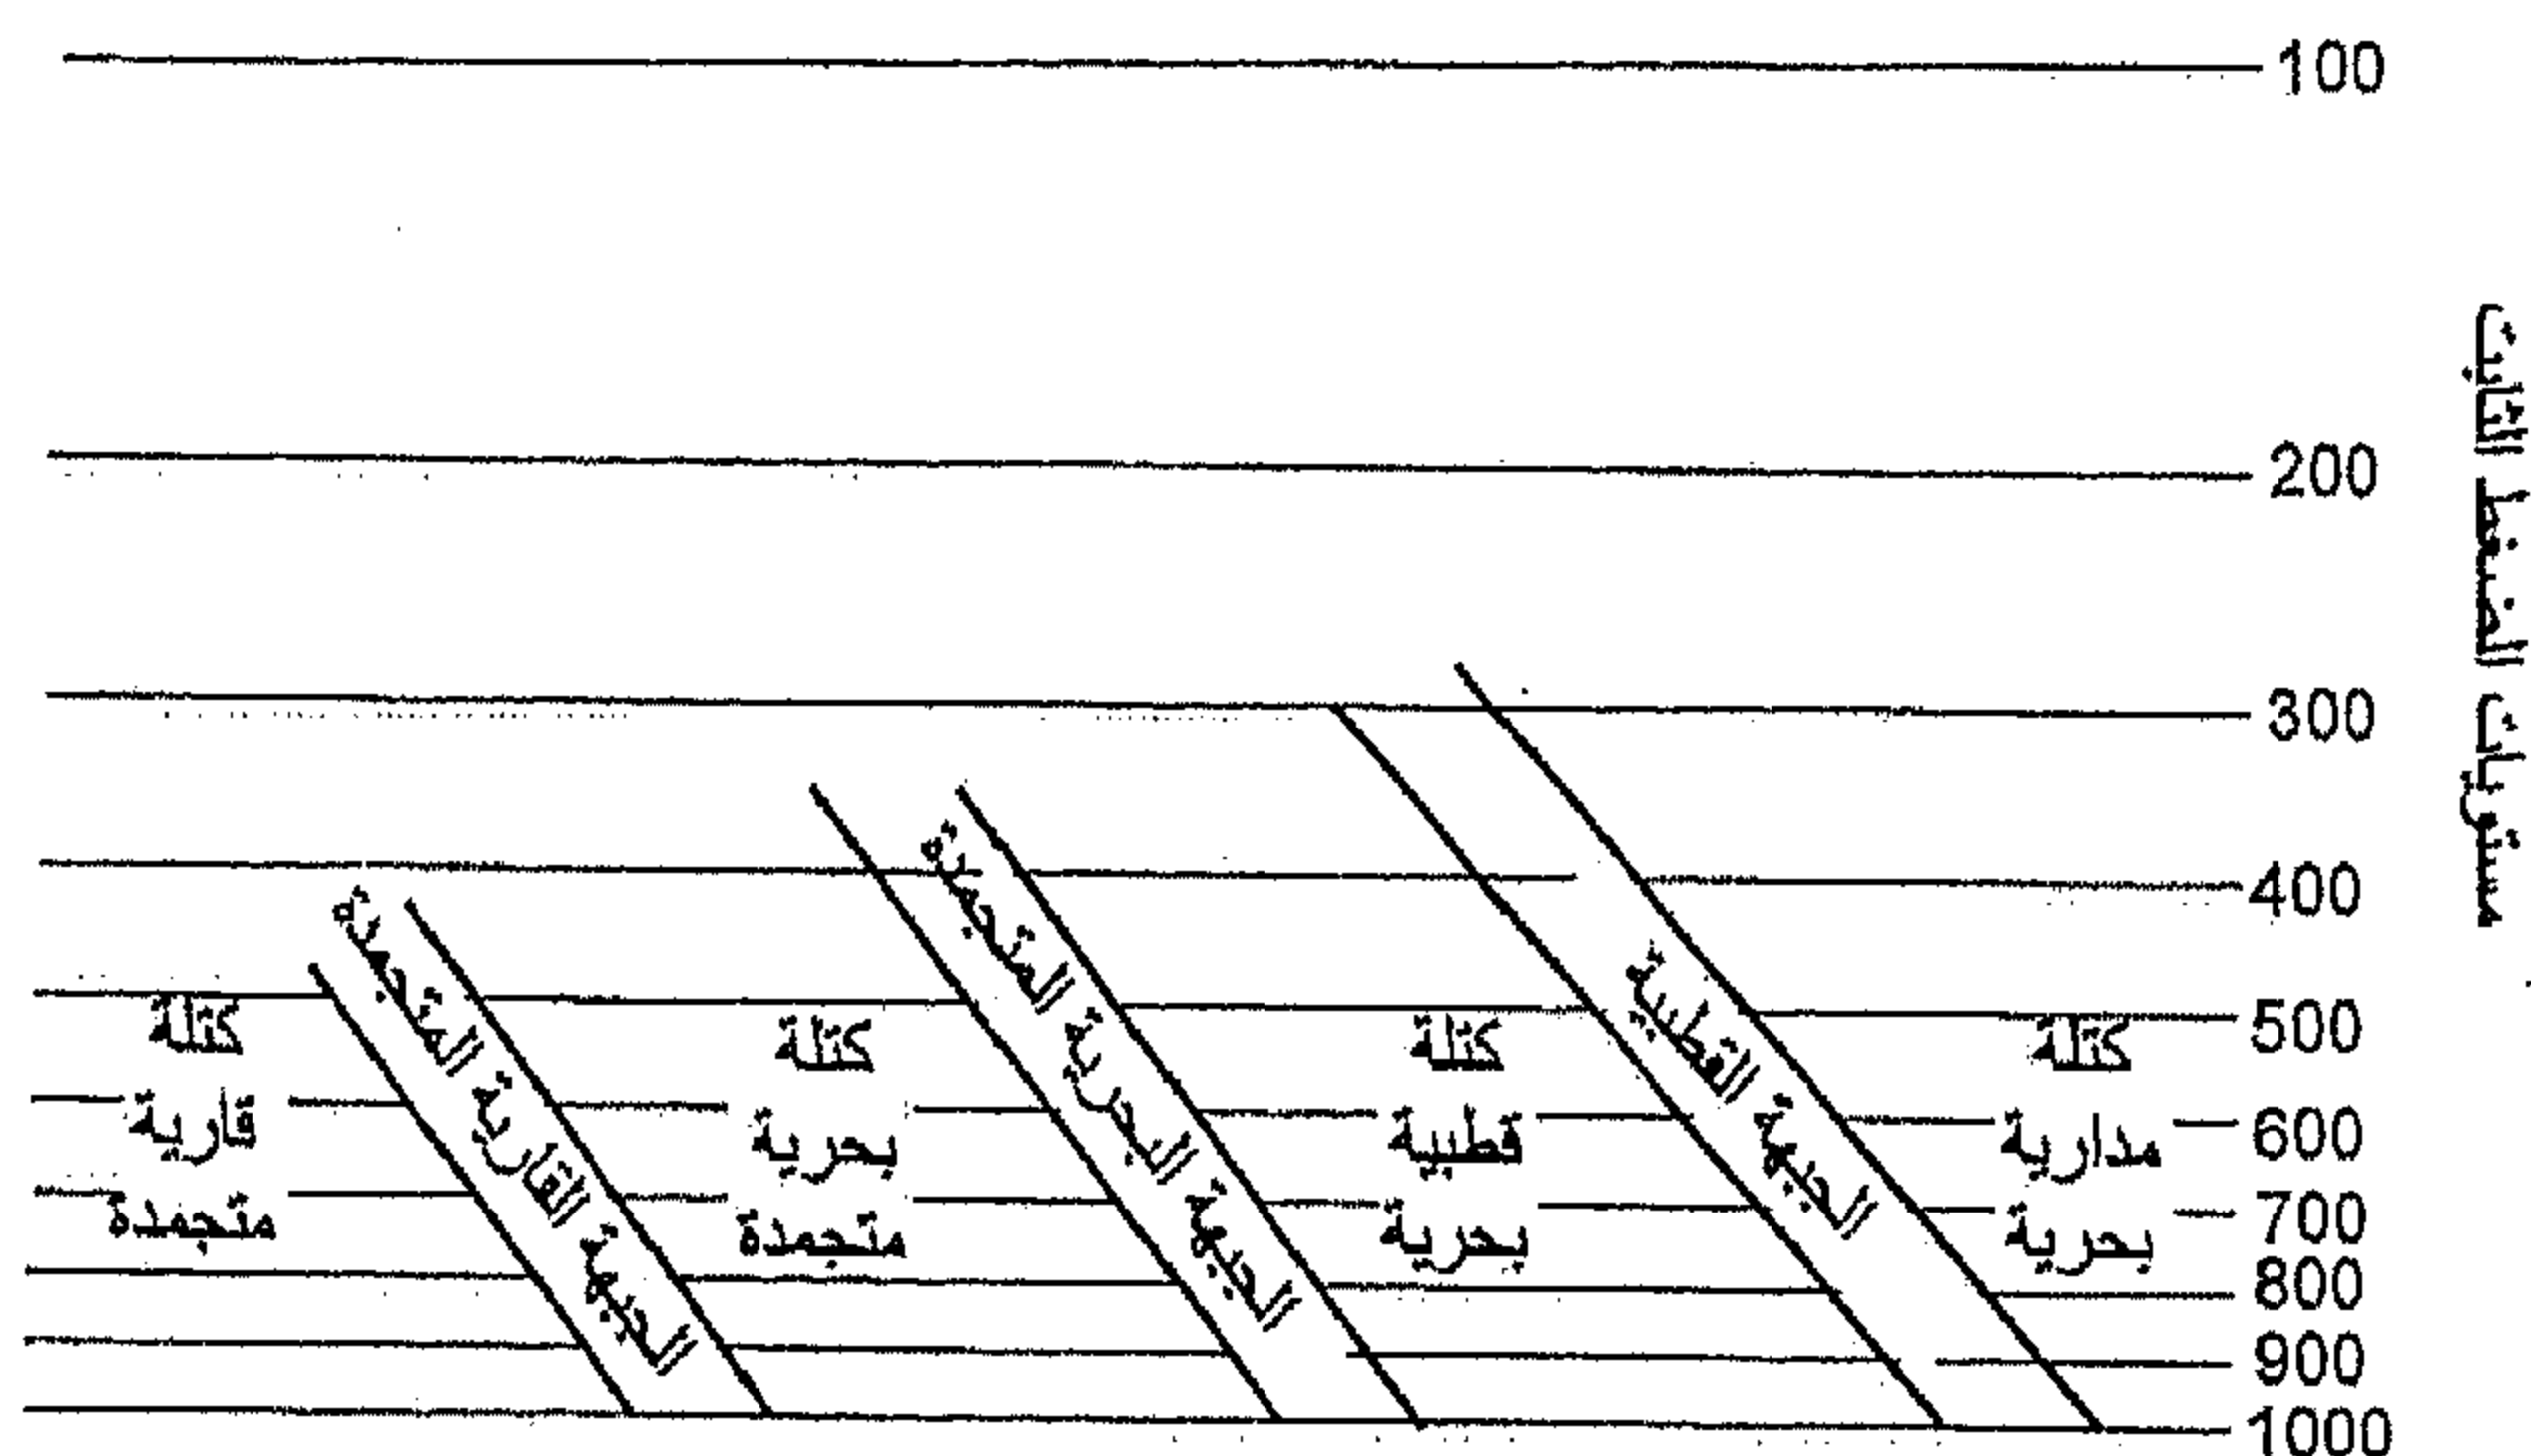 100
200
300
400
500
600
700
800
900
1000
مستويات الضغط الثابت
كتلة
مدارية
بحرية
الجبهة القطبية
كتلة
قطبية
بحرية
الجبهة البحرية المتجمدة
كتلة
بحرية
متجمدة
الجبهة القارية المتجمدة
كتلة
قارية
متجمدة